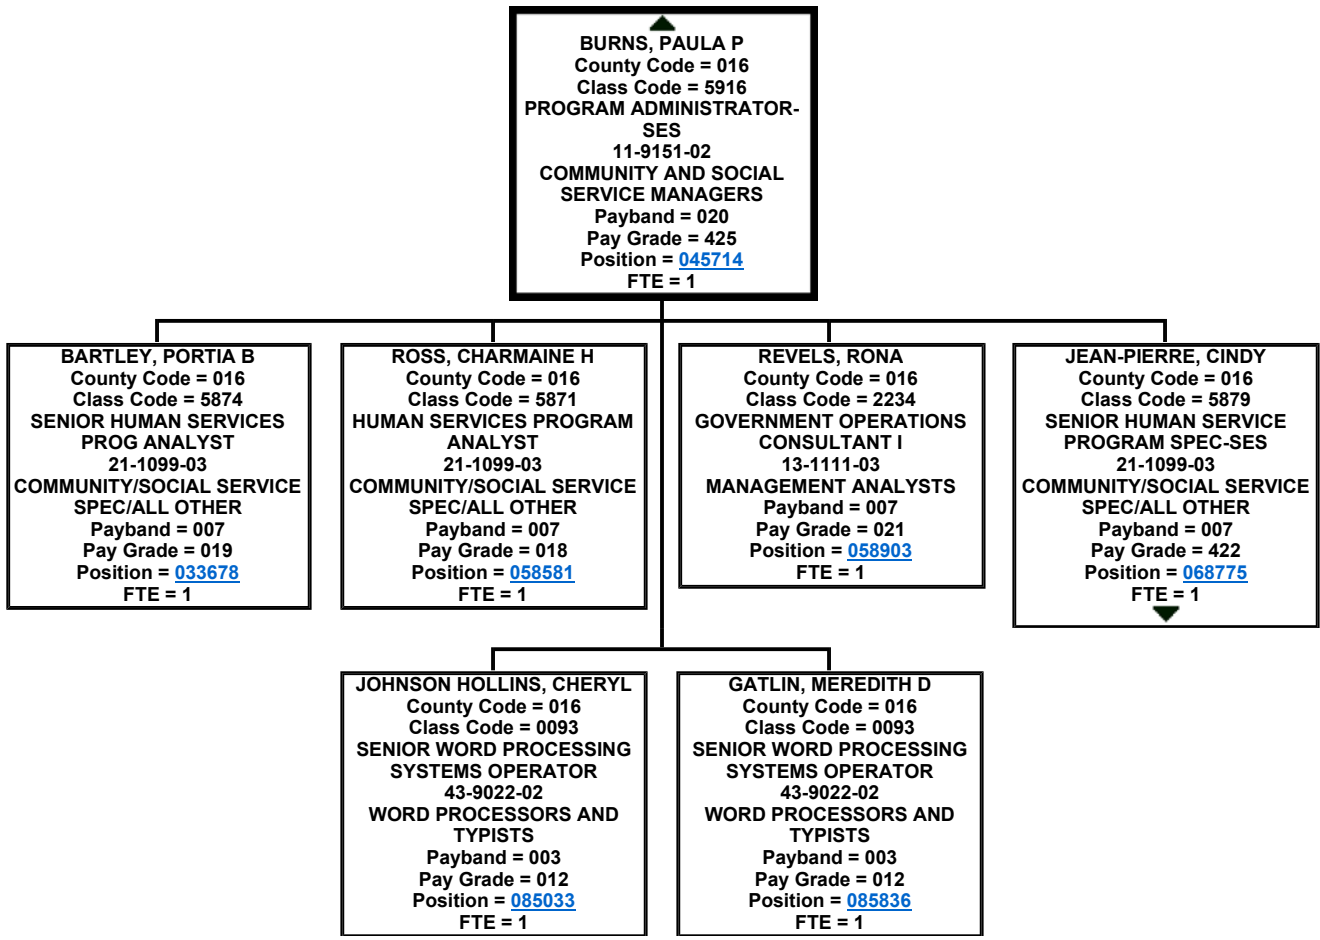 BURNS, PAULA P
County Code = 016
Class Code = 5916
PROGRAM ADMINISTRATOR-
SES
11-9151-02
COMMUNITY AND SOCIAL
SERVICE MANAGERS
Payband = 020
Pay Grade = 425
Position = 045714
FTE = 1
BARTLEY, PORTIA B
County Code = 016
Class Code = 5874
SENIOR HUMAN SERVICES
PROG ANALYST
21-1099-03
COMMUNITY/SOCIAL SERVICE
SPEC/ALL OTHER
Payband = 007
Pay Grade = 019
Position = 033678
FTE = 1
ROSS, CHARMAINE H
County Code = 016
Class Code = 5871
HUMAN SERVICES PROGRAM
ANALYST
21-1099-03
COMMUNITY/SOCIAL SERVICE
SPEC/ALL OTHER
Payband = 007
Pay Grade = 018
Position = 058581
FTE = 1
REVELS, RONA
County Code = 016
Class Code = 2234
GOVERNMENT OPERATIONS
CONSULTANT I
13-1111-03
MANAGEMENT ANALYSTS
Payband = 007
Pay Grade = 021
Position = 058903
FTE = 1
JEAN-PIERRE, CINDY
County Code = 016
Class Code = 5879
SENIOR HUMAN SERVICE
PROGRAM SPEC-SES
21-1099-03
COMMUNITY/SOCIAL SERVICE
SPEC/ALL OTHER
Payband = 007
Pay Grade = 422
Position = 068775
FTE = 1
JOHNSON HOLLINS, CHERYL
County Code = 016
Class Code = 0093
SENIOR WORD PROCESSING
SYSTEMS OPERATOR
43-9022-02
WORD PROCESSORS AND
TYPISTS
Payband = 003
Pay Grade = 012
Position = 085033
FTE = 1
GATLIN, MEREDITH D
County Code = 016
Class Code = 0093
SENIOR WORD PROCESSING
SYSTEMS OPERATOR
43-9022-02
WORD PROCESSORS AND
TYPISTS
Payband = 003
Pay Grade = 012
Position = 085836
FTE = 1